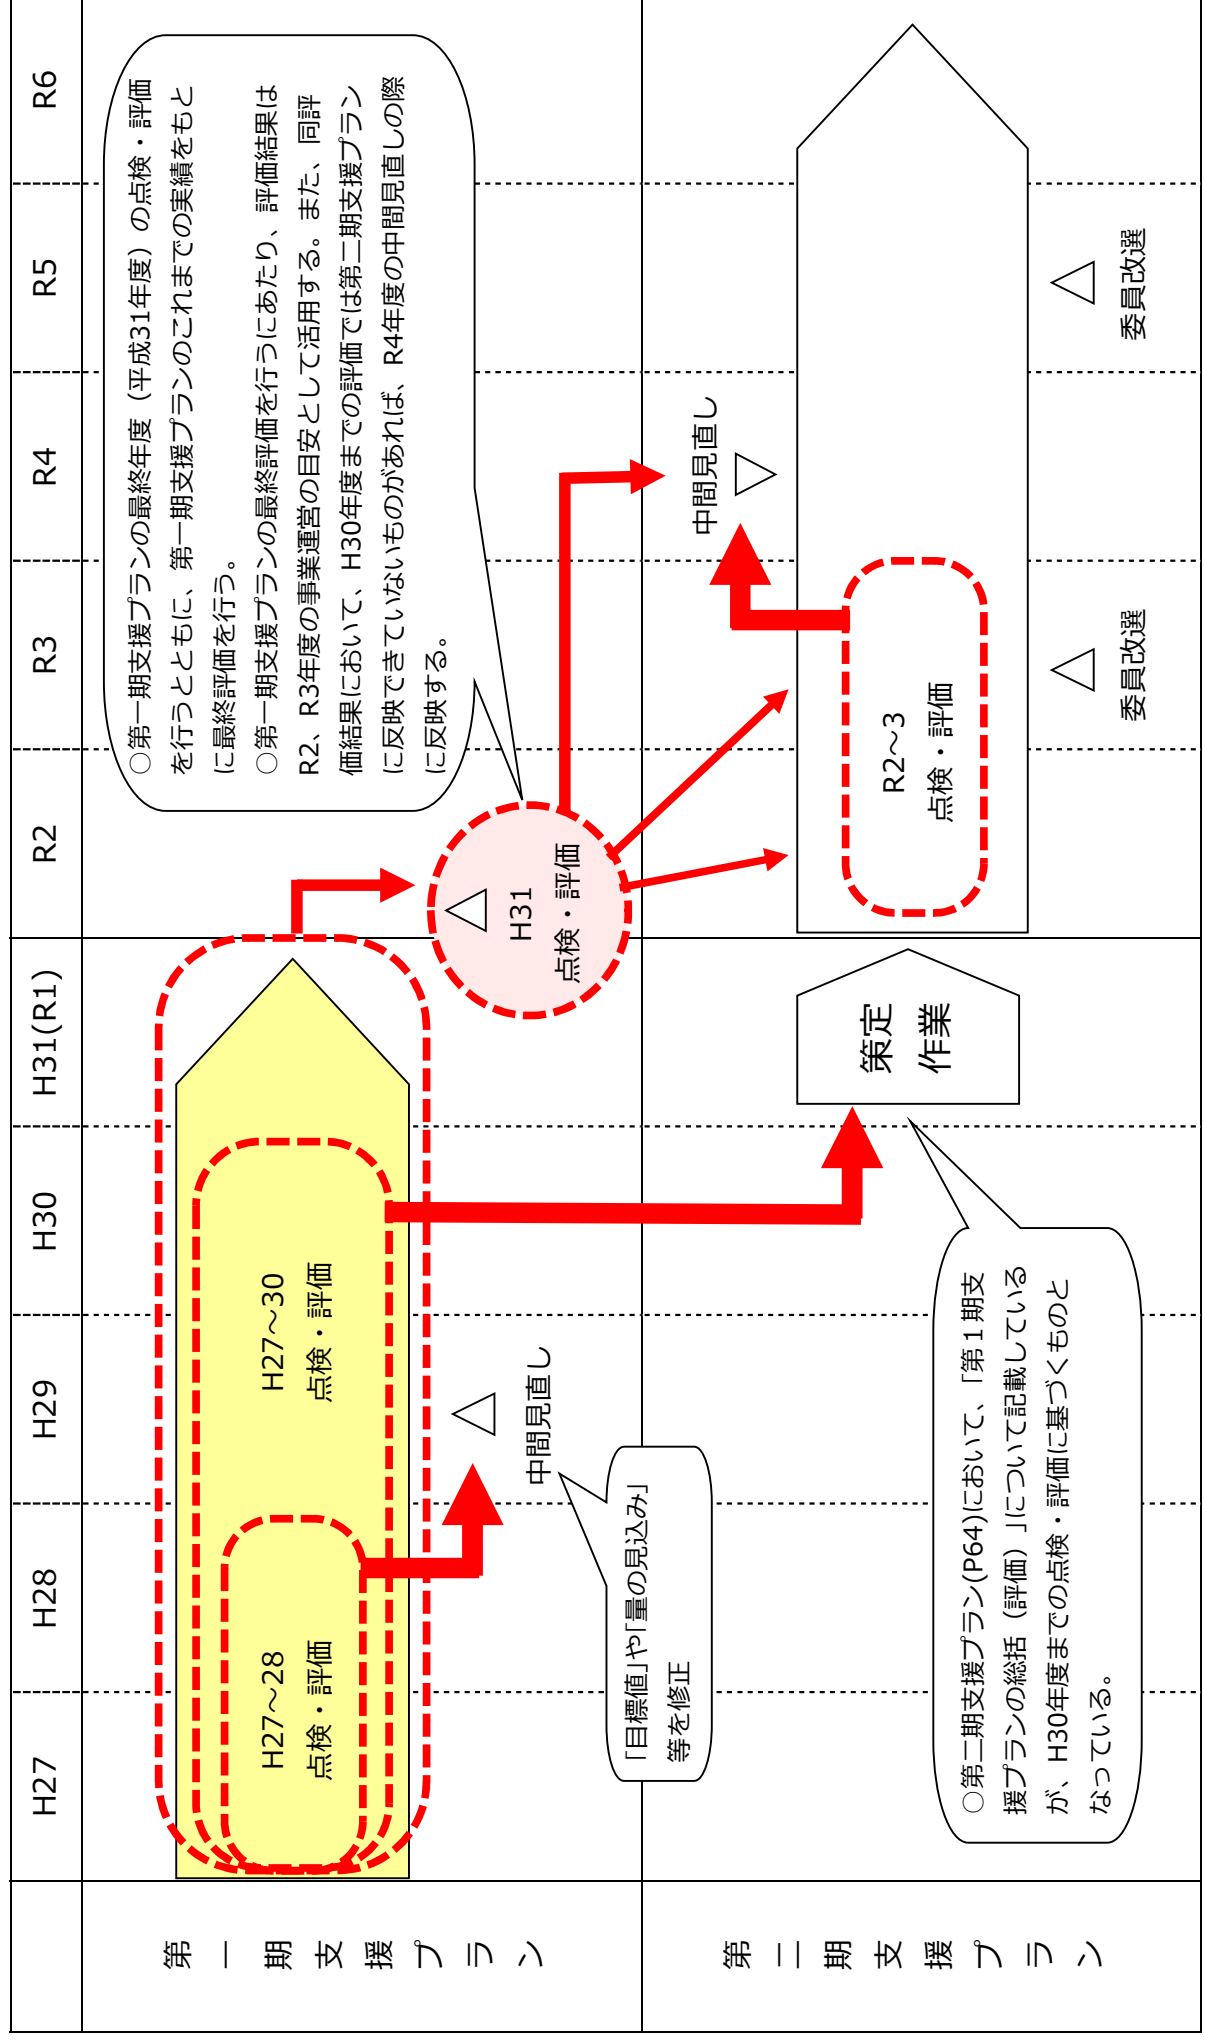 H27
H28
H29
H30
H31(R1)
R2
R3
R4
R5
R6
第一期支援プラン
H27～28
点検・評価
H27～30
点検・評価
中間見直し
「目標値」や「量の見込み」
等を修正
H31
点検・評価
○第一期支援プランの最終年度（平成31年度）の点検・評価
を行うとともに、第一期支援プランのこれまでの実績をもと
に最終評価を行う。
○第一期支援プランの最終評価を行うにあたり、評価結果は
R2、R3年度の事業運営の目安として活用する。また、同評
価結果において、H30年度までの評価では第二期支援プラン
に反映できていないものがあれば、R4年度の中間見直しの際
に反映する。
第二期支援プラン
○第二期支援プラン(P64)において、「第１期支
援プランの総括（評価）」について記載している
が、H30年度までの点検・評価に基づくものと
なっている。
策定
作業
R2～3
点検・評価
中間見直し
委員改選
委員改選